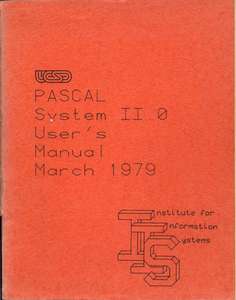 UCSD
PASCAL
System II.0
User's
Manual
March 1979
Institute for
Information
Systems